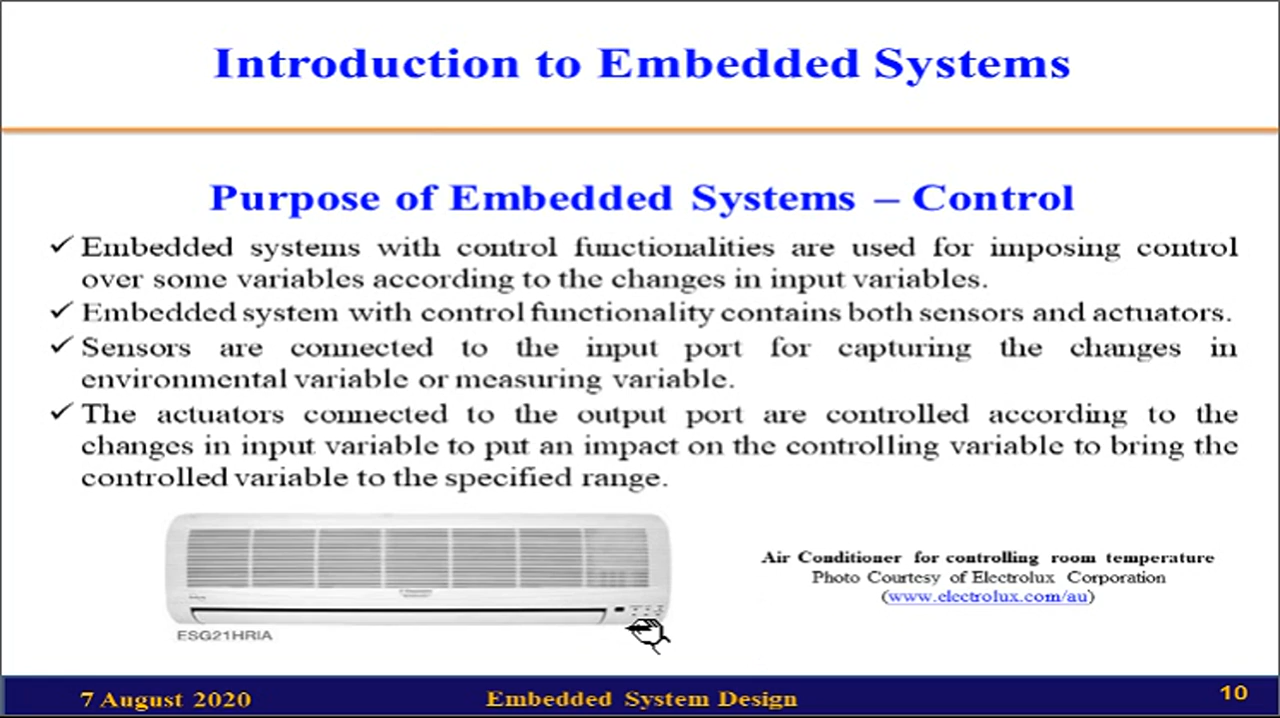 Introduction to Embedded Systems
Purpose of Embedded Systems – Control
✓ Embedded systems with control functionalities are used for imposing control
over some variables according to the changes in input variables.
✓ Embedded system with control functionality contains both sensors and actuators.
✓ Sensors are connected to the input port for capturing the changes in
environmental variable or measuring variable.
✓ The actuators connected to the output port are controlled according to the
changes in input variable to put an impact on the controlling variable to bring the
controlled variable to the specified range.
Air Conditioner for controlling room temperature
Photo Courtesy of Electrolux Corporation
(www.electrolux.com/au)
ESG21HRIA
7 August 2020
Embedded System Design
10